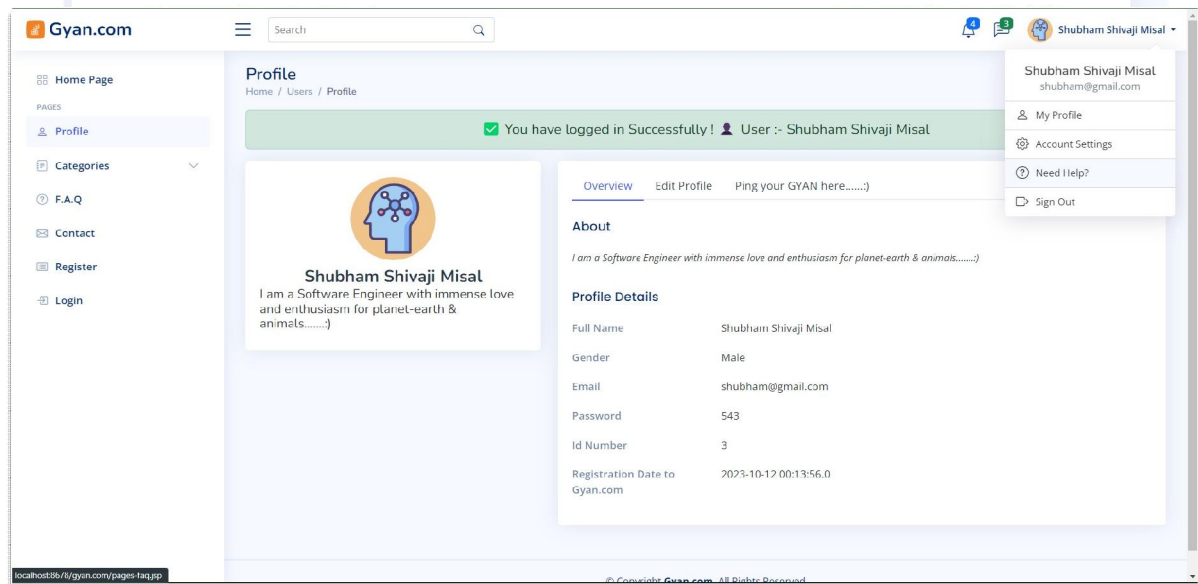 Gyan.com
Search
4
3
Shubham Shivaji Misal
Home Page
PAGES
Profile
Categories
F.A.Q
Contact
Register
Login
Profile
Home / Users / Profile
You have logged in Successfully! User :- Shubham Shivaji Misal
Shubham Shivaji Misal
shubham@gmail.com
My Profile
Account Settings
Need Help?
Sign Out
Shubham Shivaji Misal
I am a Software Engineer with immense love
and enthusiasm for planet-earth &
animals.......:)
Overview Edit Profile Ping your GYAN here......:)
About
I am a Software Engineer with immense love and enthusiasm for planet-earth & animals.......:)
Profile Details
Full Name Shubham Shivaji Misal
Gender Male
Email shubham@gmail.com
Password 543
Id Number 3
Registration Date to 2023-10-12 00:13:56.0
Gyan.com
localhost:8678/gyan.com/pages-faq.jsp
© Copyright Gyan.com. All Rights Reserved